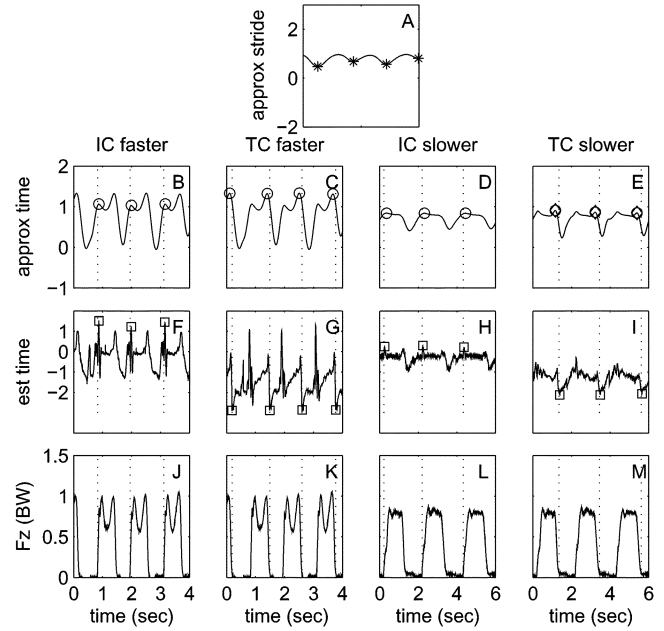 A
2
0
−2
approx stride
IC faster
TC faster
IC slower
TC slower
B
C
D
E
2
1
0
−1
approx time
F
G
H
I
1
0
−1
−2
est time
J
K
L
M
1.5
1
0.5
0
Fz (BW)
0 1 2 3 4
0 1 2 3 4
0 2 4 6
0 2 4 6
time (sec)
time (sec)
time (sec)
time (sec)